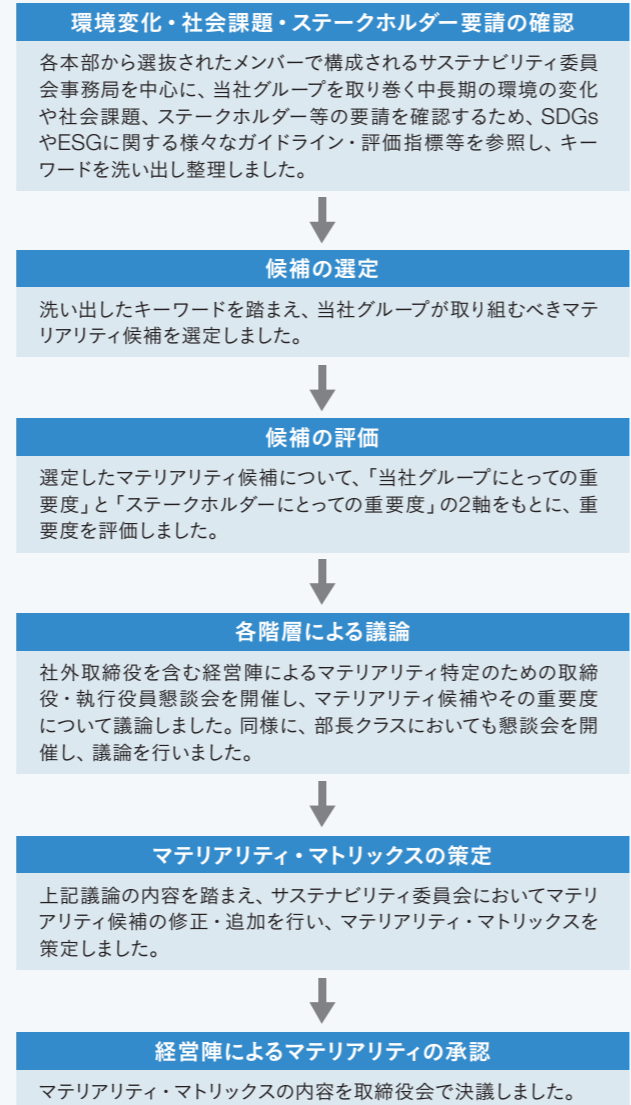 環境変化・社会課題・ステークホルダー要請の確認
各本部から選抜されたメンバーで構成されるサステナビリティ委員
会事務局を中心に、当社グループを取り巻く中長期の環境の変化
や社会課題、ステークホルダー等の要請を確認するため、SDGs
やESGに関する様々なガイドライン・評価指標等を参照し、キー
ワードを洗い出し整理しました。
候補の選定
洗い出したキーワードを踏まえ、当社グループが取り組むべきマテ
リアリティ候補を選定しました。
候補の評価
選定したマテリアリティ候補について、「当社グループにとっての重
要度」と「ステークホルダーにとっての重要度」の2軸をもとに、重
要度を評価しました。
各階層による議論
社外取締役を含む経営陣によるマテリアリティ特定のための取締
役・執行役員懇談会を開催し、マテリアリティ候補やその重要度
について議論しました。同様に、部長クラスにおいても懇談会を開
催し、議論を行いました。
マテリアリティ・マトリックスの策定
上記議論の内容を踏まえ、サステナビリティ委員会においてマテリ
アリティ候補の修正・追加を行い、マテリアリティ・マトリックスを
策定しました。
経営陣によるマテリアリティの承認
マテリアリティ・マトリックスの内容を取締役会で決議しました。